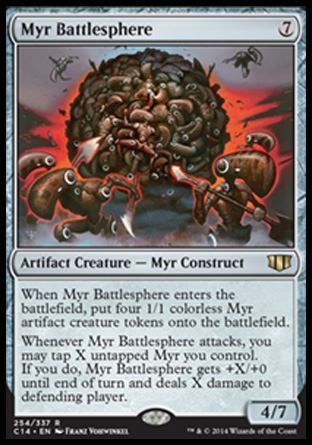 Myr Battlesphere 7
Artifact Creature — Myr Construct
When Myr Battlesphere enters the
battlefield, put four 1/1 colorless Myr
artifact creature tokens onto the battlefield.
Whenever Myr Battlesphere attacks, you
may tap X untapped Myr you control.
If you do, Myr Battlesphere gets +X/+0
until end of turn and deals X damage to
defending player.
4/7
254/337 R
C14 • EN Franz Vohwinkel
™ & © 2014 Wizards of the Coast